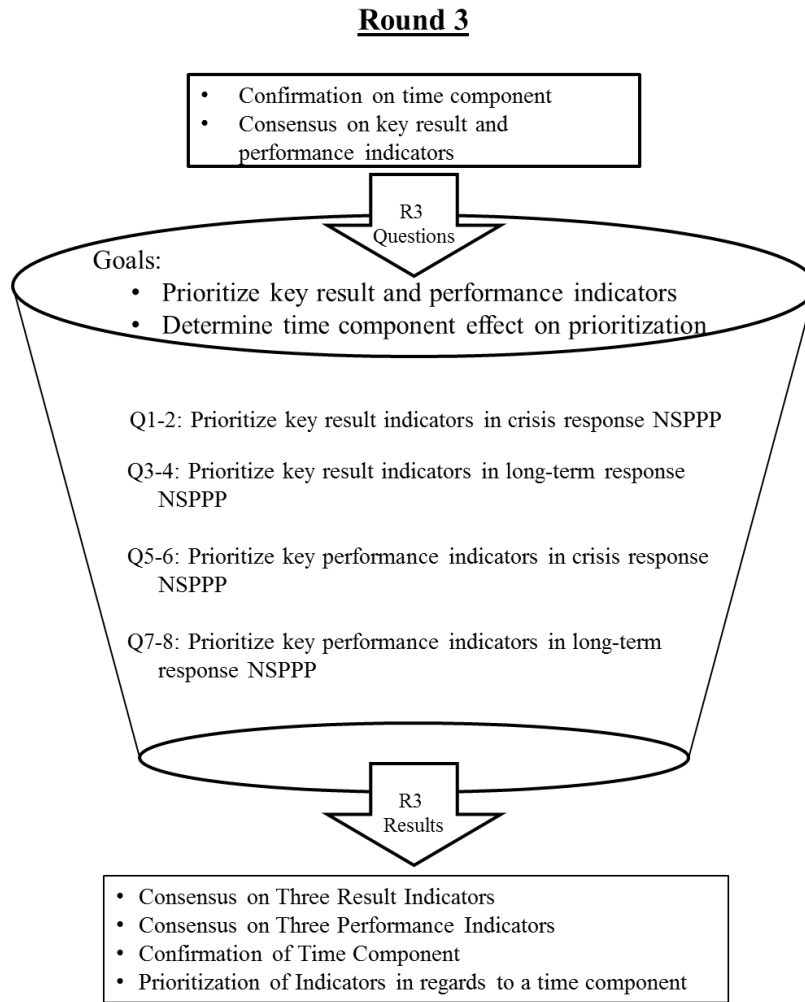 Round 3
• Confirmation on time component
• Consensus on key result and
performance indicators
R3
Questions
Goals:
• Prioritize key result and performance indicators
• Determine time component effect on prioritization
Q1-2: Prioritize key result indicators in crisis response NSPPP
Q3-4: Prioritize key result indicators in long-term response
NSPPP
Q5-6: Prioritize key performance indicators in crisis response
NSPPP
Q7-8: Prioritize key performance indicators in long-term
response NSPPP
R3
Results
• Consensus on Three Result Indicators
• Consensus on Three Performance Indicators
• Confirmation of Time Component
• Prioritization of Indicators in regards to a time component